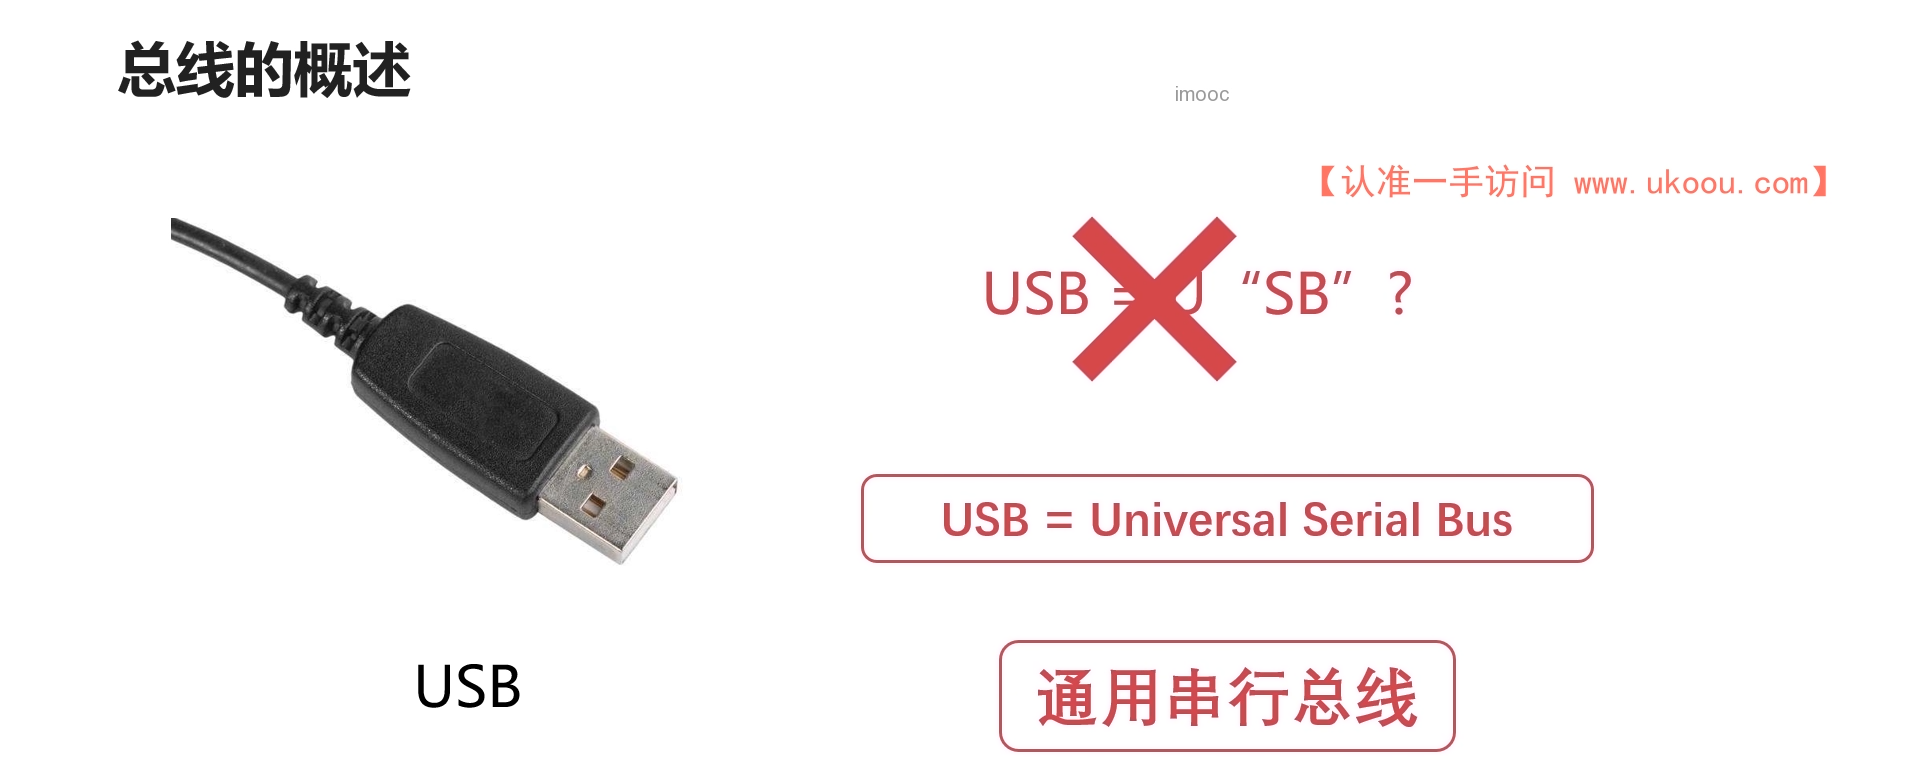 总线的概述
imooc
【认准一手访问 www.ukoou.com】
USB = U “SB” ?
USB = Universal Serial Bus
USB
通用串行总线